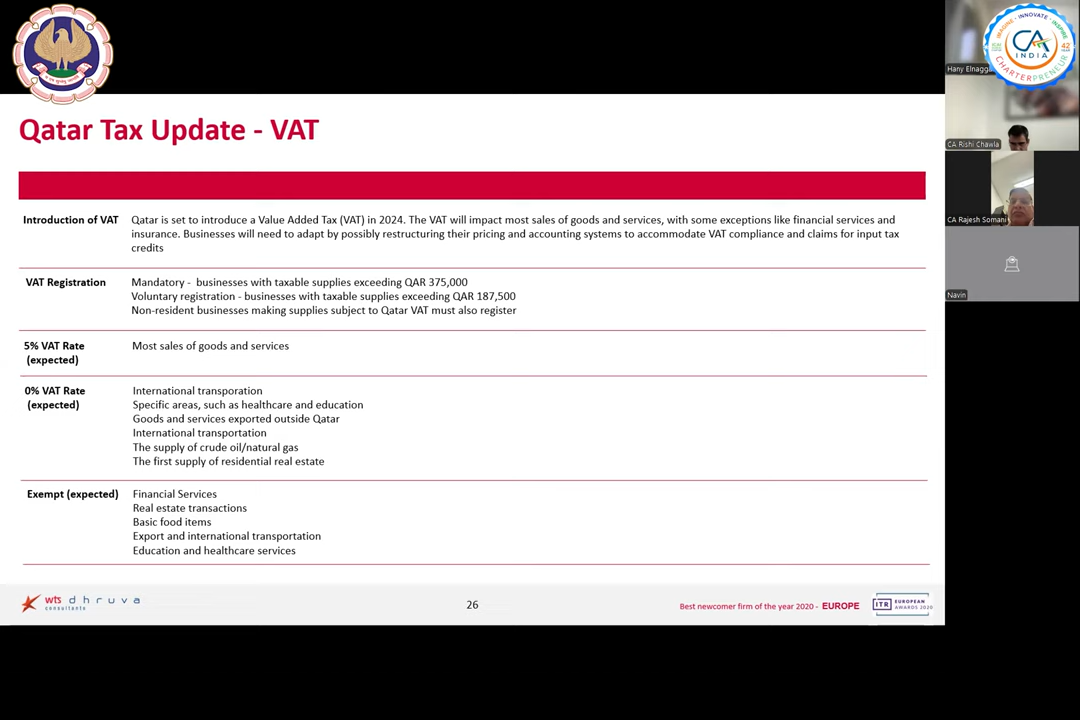 Qatar Tax Update - VAT
Introduction of VAT
Qatar is set to introduce a Value Added Tax (VAT) in 2024. The VAT will impact most sales of goods and services, with some exceptions like financial services and
insurance. Businesses will need to adapt by possibly restructuring their pricing and accounting systems to accommodate VAT compliance and claims for input tax
credits
VAT Registration
Mandatory - businesses with taxable supplies exceeding QAR 375,000
Voluntary registration - businesses with taxable supplies exceeding QAR 187,500
Non-resident businesses making supplies subject to Qatar VAT must also register
5% VAT Rate
(expected)
Most sales of goods and services
0% VAT Rate
(expected)
International transporation
Specific areas, such as healthcare and education
Goods and services exported outside Qatar
International transportation
The supply of crude oil/natural gas
The first supply of residential real estate
Exempt (expected)
Financial Services
Real estate transactions
Basic food items
Export and international transportation
Education and healthcare services
wts dhruva
consultants
26
Best newcomer firm of the year 2020 - EUROPE
ITR EUROPEAN
AWARDS 2020
IMAGINE · INNOVATE · INSPIRE
CA
INDIA
42
CHARTERPRENEUR
Hany Elnagga
CA Rishi Chawla
CA Rajesh Somani
Navin